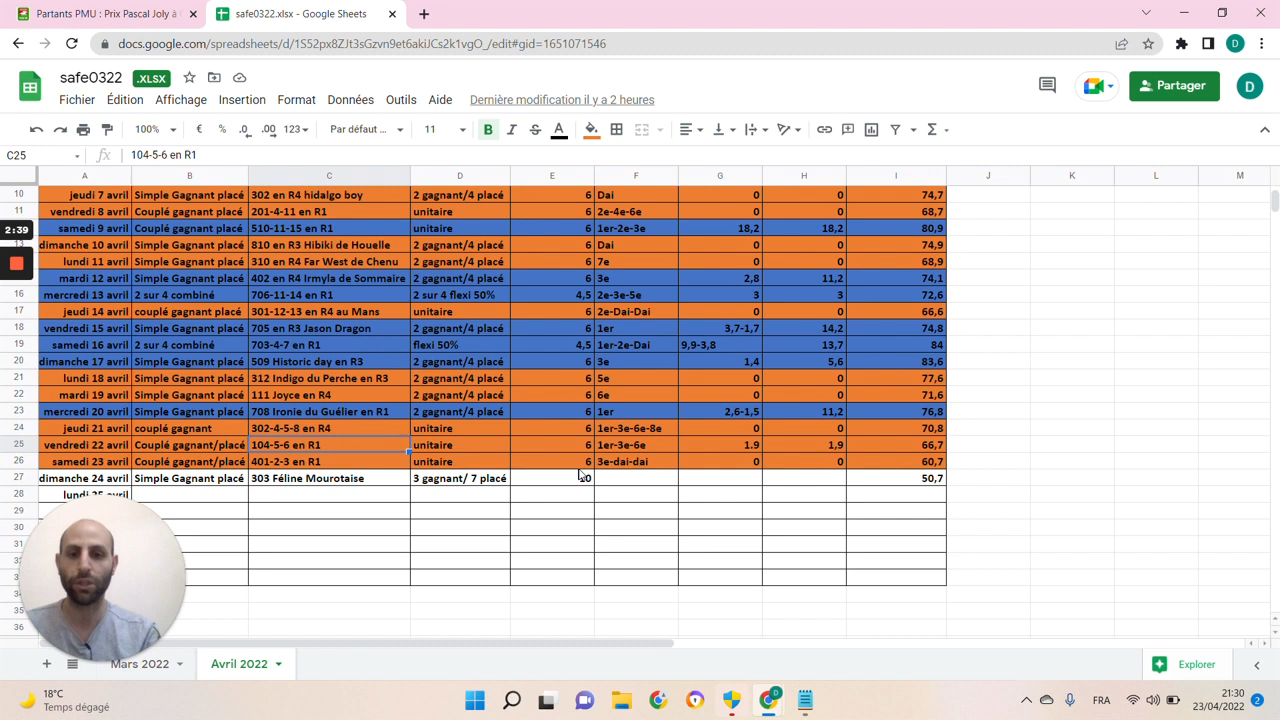 Partants PMU : Prix Pascal Joly à
safe0322.xlsx - Google Sheets
docs.google.com/spreadsheets/d/1S52px8ZJt3sGzvn9et6akiJCs2k1vgO_/edit#gid=1651071546
safe0322 .XLSX
Partager
D
Fichier Édition Affichage Insertion Format Données Outils Aide Dernière modification il y a 2 heures
100% € % .0 .00 123 Par défaut ... 11 B I S A
C25 fx 104-5-6 en R1
A B C D E F G H I J K L M
10 jeudi 7 avril Simple Gagnant placé 302 en R4 hidalgo boy 2 gagnant/4 placé 6 Dai 0 0 74,7
11 vendredi 8 avril Couplé gagnant placé 201-4-11 en R1 unitaire 6 2e-4e-6e 0 0 68,7
2:39 samedi 9 avril Couplé gagnant placé 510-11-15 en R1 unitaire 6 1er-2e-3e 18,2 18,2 80,9
dimanche 10 avril Simple Gagnant placé 810 en R3 Hibiki de Houelle 2 gagnant/4 placé 6 Dai 0 0 74,9
lundi 11 avril Simple Gagnant placé 310 en R4 Far West de Chenu 2 gagnant/4 placé 6 7e 0 0 68,9
mardi 12 avril Simple Gagnant placé 402 en R4 Irmyla de Sommaire 2 gagnant/4 placé 6 3e 2,8 11,2 74,1
16 mercredi 13 avril 2 sur 4 combiné 706-11-14 en R1 2 sur 4 flexi 50% 4,5 2e-3e-5e 3 3 72,6
17 jeudi 14 avril couplé gagnant placé 301-12-13 en R4 au Mans unitaire 6 2e-Dai-Dai 0 0 66,6
18 vendredi 15 avril Simple Gagnant placé 705 en R3 Jason Dragon 2 gagnant/4 placé 6 1er 3,7-1,7 14,2 74,8
19 samedi 16 avril 2 sur 4 combiné 703-4-7 en R1 flexi 50% 4,5 1er-2e-Dai 9,9-3,8 13,7 84
20 dimanche 17 avril Simple Gagnant placé 509 Historic day en R3 2 gagnant/4 placé 6 3e 1,4 5,6 83,6
21 lundi 18 avril Simple Gagnant placé 312 Indigo du Perche en R3 2 gagnant/4 placé 6 5e 0 0 77,6
22 mardi 19 avril Simple Gagnant placé 111 Joyce en R4 2 gagnant/4 placé 6 6e 0 0 71,6
23 mercredi 20 avril Simple Gagnant placé 708 Ironie du Guélier en R1 2 gagnant/4 placé 6 1er 2,6-1,5 11,2 76,8
24 jeudi 21 avril couplé gagnant 302-4-5-8 en R4 unitaire 6 1er-3e-6e-8e 0 0 70,8
25 vendredi 22 avril Couplé gagnant/placé 104-5-6 en R1 unitaire 6 1er-3e-6e 1.9 1,9 66,7
26 samedi 23 avril Couplé gagnant/placé 401-2-3 en R1 unitaire 6 3e-dai-dai 0 0 60,7
27 dimanche 24 avril Simple Gagnant placé 303 Féline Mourotaise 3 gagnant/ 7 placé 10 50,7
28 lundi 25 avril
29
30
31
32
34
35
36
Mars 2022 Avril 2022
Explorer
18°C
Temps dégagé
FRA
21:30
23/04/2022
2